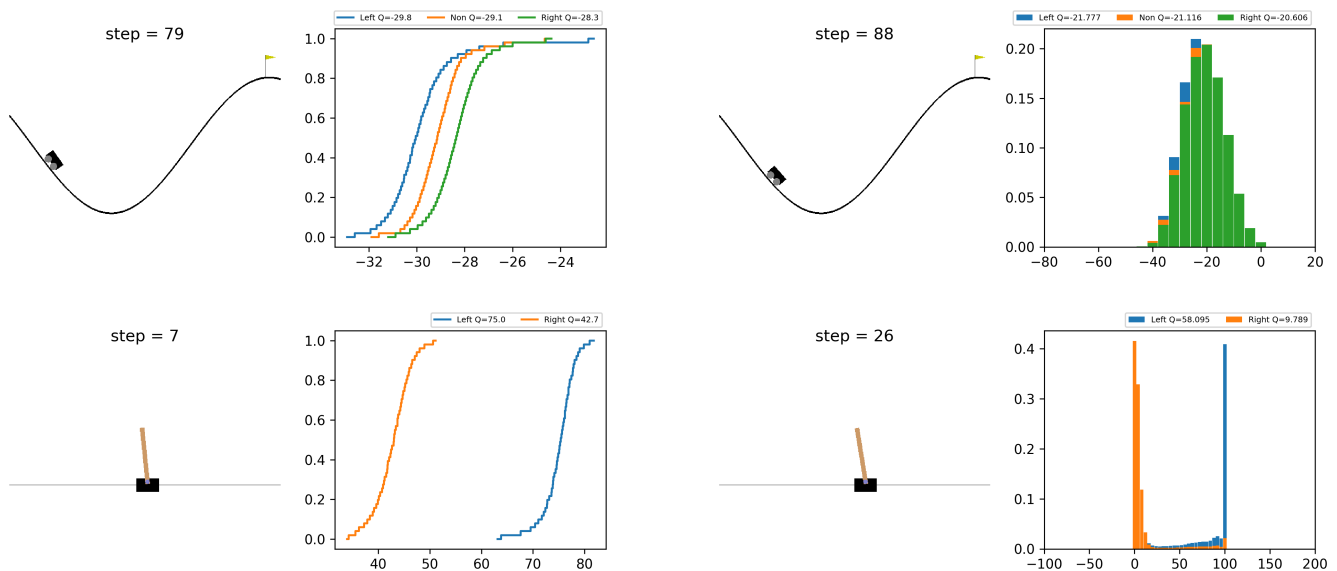 step = 79
Left Q=-29.8 Non Q=-29.1 Right Q=-28.3
1.0
0.8
0.6
0.4
0.2
0.0
−32 −30 −28 −26 −24
step = 88
Left Q=-21.777 Non Q=-21.116 Right Q=-20.606
0.20
0.15
0.10
0.05
0.00
−80 −60 −40 −20 0 20
step = 7
Left Q=75.0 Right Q=42.7
1.0
0.8
0.6
0.4
0.2
0.0
40 50 60 70 80
step = 26
Left Q=58.095 Right Q=9.789
0.4
0.3
0.2
0.1
0.0
−100 −50 0 50 100 150 200